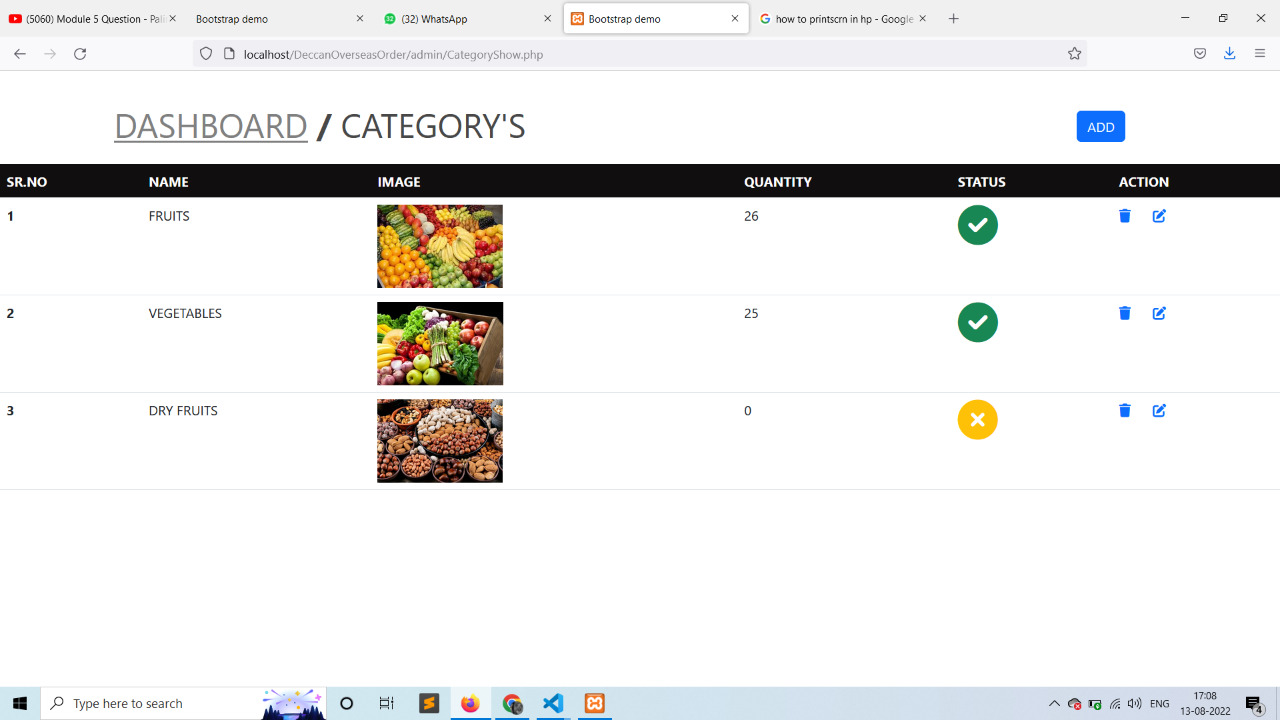 (5060) Module 5 Question - Pali
Bootstrap demo
32 (32) WhatsApp
Bootstrap demo
how to printscrn in hp - Google
localhost/DeccanOverseasOrder/admin/CategoryShow.php
DASHBOARD / CATEGORY'S
ADD
SR.NO NAME IMAGE QUANTITY STATUS ACTION
1 FRUITS 26
2 VEGETABLES 25
3 DRY FRUITS 0
Type here to search
ENG
17:08
13-08-2022
4